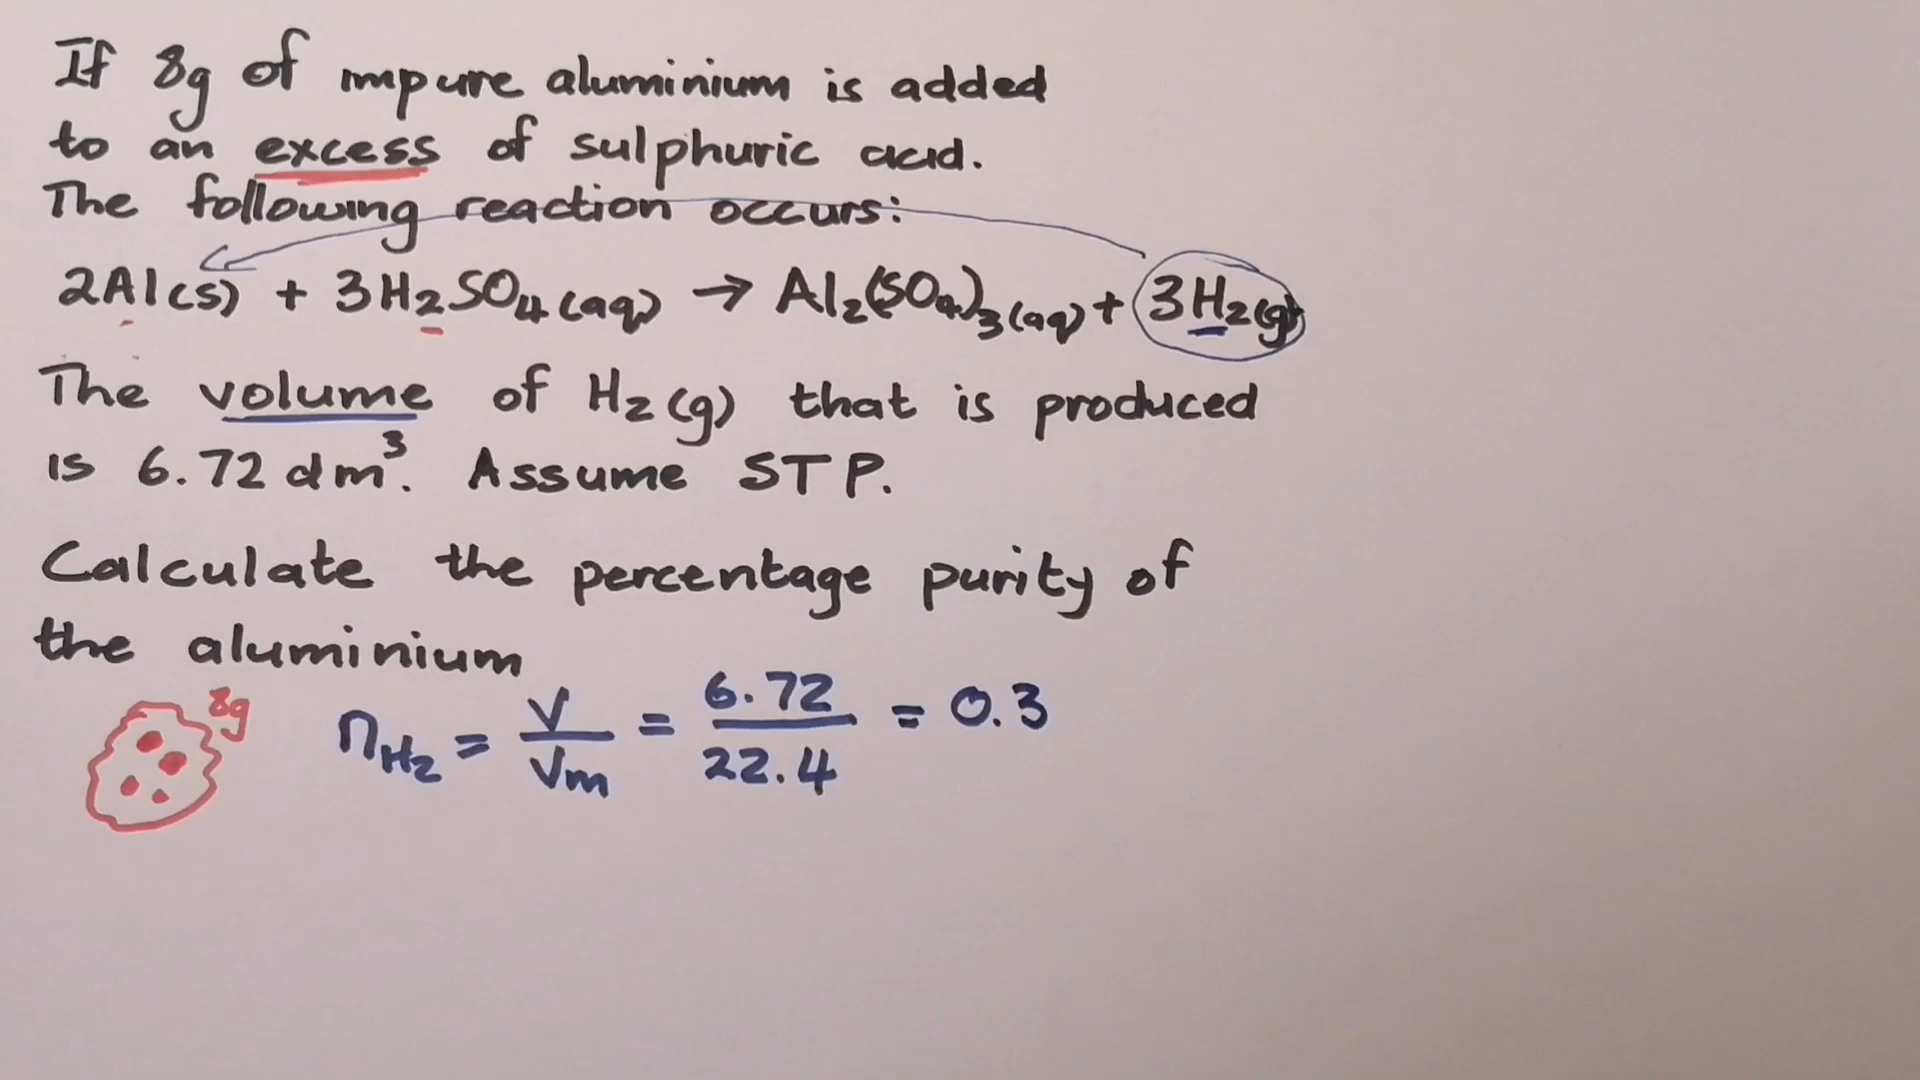 If 8g of impure aluminium is added
to an excess of sulphuric acid.
The following reaction occurs:
2Al(s) + 3H₂SO₄(aq) → Al₂(SO₄)₃(aq) + 3H₂(g)
The volume of H₂(g) that is produced
is 6.72 dm³. Assume STP.
Calculate the percentage purity of
the aluminium
8g
n_H₂ = V/Vm = 6.72/22.4 = 0.3